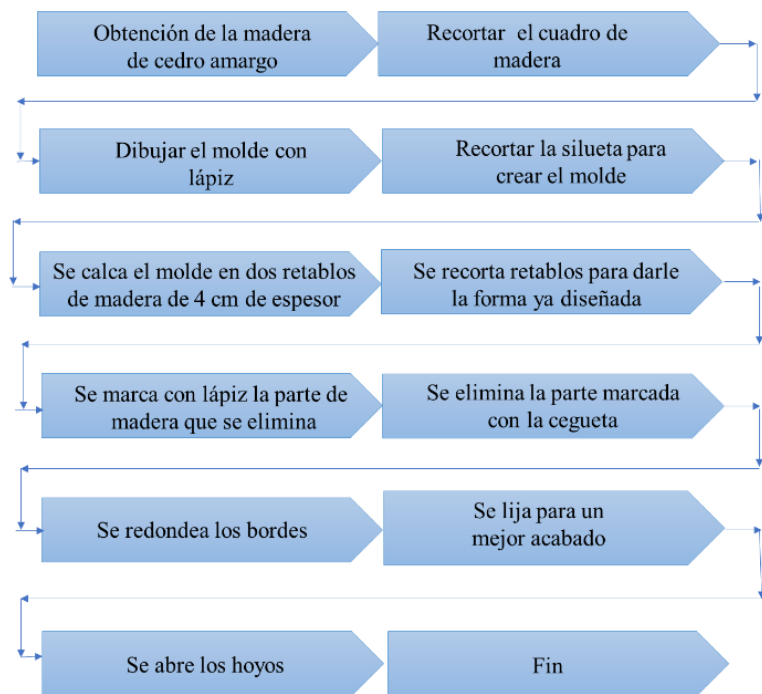 Obtención de la madera
de cedro amargo
Recortar el cuadro de
madera
Dibujar el molde con
lápiz
Recortar la silueta para
crear el molde
Se calca el molde en dos retablos
de madera de 4 cm de espesor
Se recorta retablos para darle
la forma ya diseñada
Se marca con lápiz la parte de
madera que se elimina
Se elimina la parte marcada
con la cegueta
Se redondea los bordes
Se lija para un
mejor acabado
Se abre los hoyos
Fin